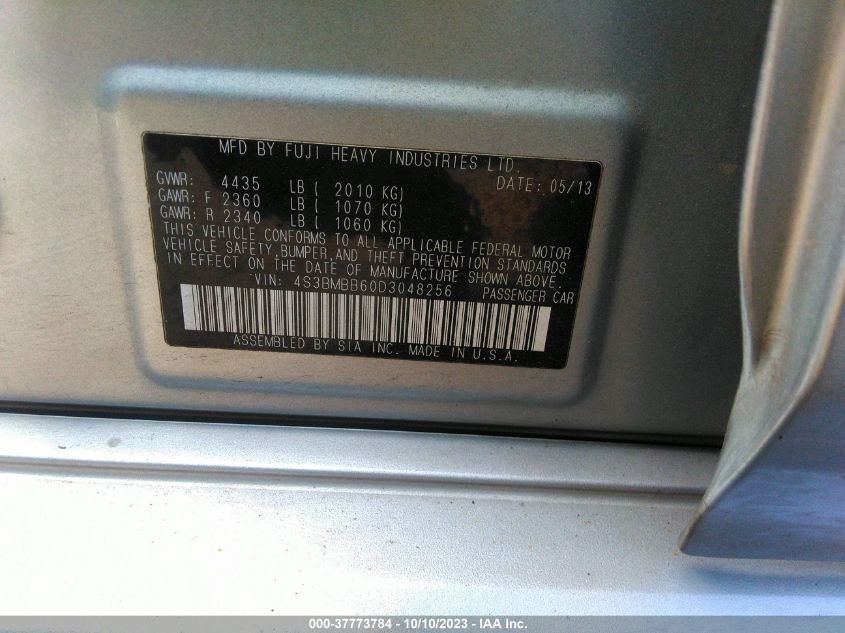 MFD BY FUJI HEAVY INDUSTRIES LTD.
GVWR: 4435 LB ( 2010 KG) DATE: 05/13
GAWR: F 2360 LB ( 1070 KG)
GAWR: R 2340 LB ( 1060 KG)
THIS VEHICLE CONFORMS TO ALL APPLICABLE FEDERAL MOTOR
VEHICLE SAFETY, BUMPER, AND THEFT PREVENTION STANDARDS
IN EFFECT ON THE DATE OF MANUFACTURE SHOWN ABOVE.
VIN: 4S3BMBB60D3048256 PASSENGER CAR
ASSEMBLED BY SIA INC. MADE IN U.S.A.
000-37773784 - 10/10/2023 - IAA Inc.